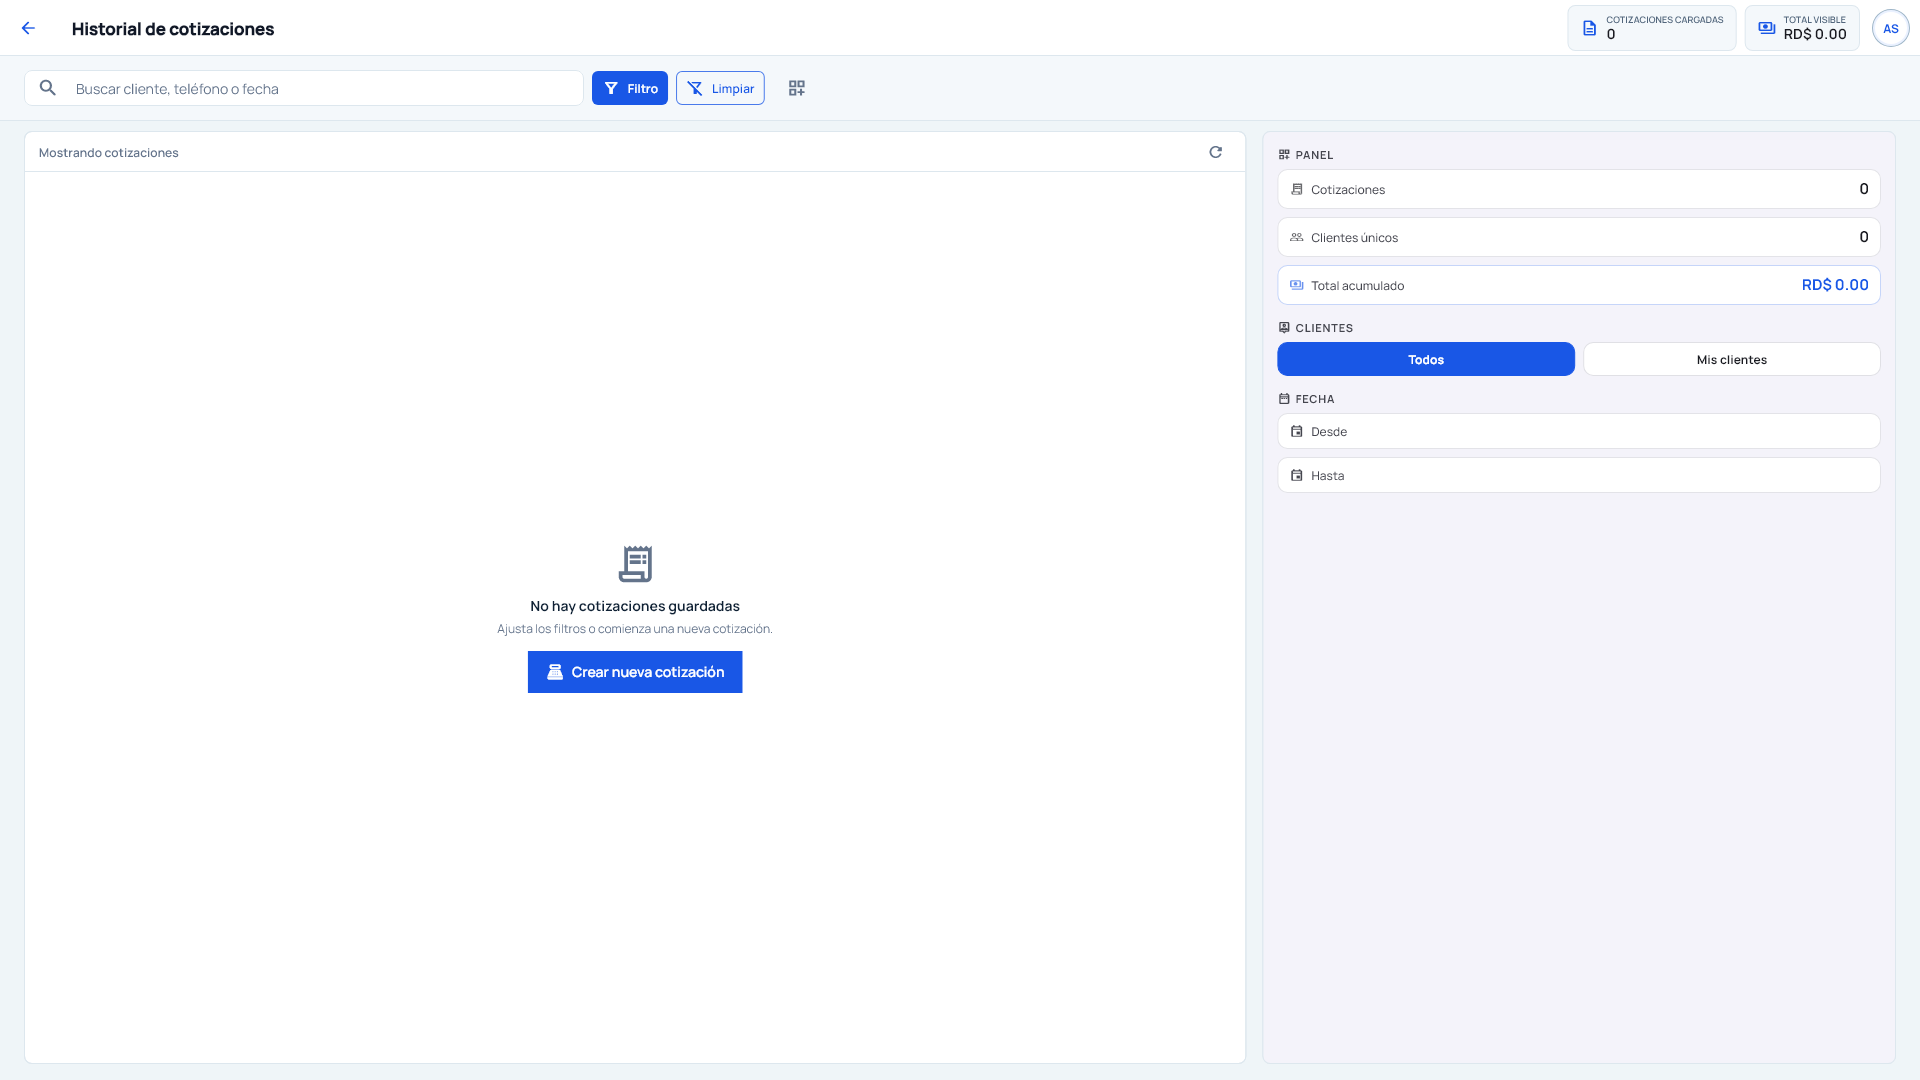 Historial de cotizaciones
COTIZACIONES CARGADAS
0
TOTAL VISIBLE
RD$ 0.00
AS
Buscar cliente, teléfono o fecha
Filtro
Limpiar
Mostrando cotizaciones
No hay cotizaciones guardadas
Ajusta los filtros o comienza una nueva cotización.
Crear nueva cotización
PANEL
Cotizaciones
0
Clientes únicos
0
Total acumulado
RD$ 0.00
CLIENTES
Todos
Mis clientes
FECHA
Desde
Hasta